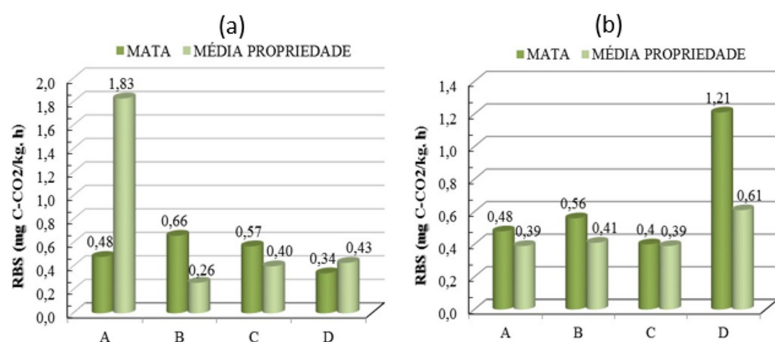 (a)
MATA MÉDIA PROPRIEDADE
RBS (mg C-CO2/kg. h)
2,0
1,8
1,6
1,4
1,2
1,0
0,8
0,6
0,4
0,2
0,0
0,48 1,83 0,66 0,26 0,57 0,40 0,34 0,43
A B C D
(b)
MATA MÉDIA PROPRIEDADE
RBS (mg C-CO2/kg. h)
1,4
1,2
1,0
0,8
0,6
0,4
0,2
0,0
0,48 0,39 0,56 0,41 0,4 0,39 1,21 0,61
A B C D